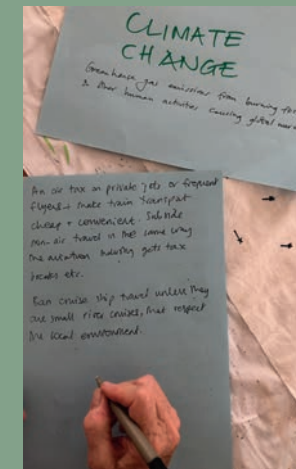 CLIMATE
CHANGE
Greenhouse gas emissions from burning
& other human activities causing global
An air tax on private jets or frequent
flyers + make train transport
cheap + convenient. Subside
non-air travel in the same way
the aviation industry gets tax
breaks etc.
Ban cruise ship travel unless they
are small river cruises, that respect
the local environment.